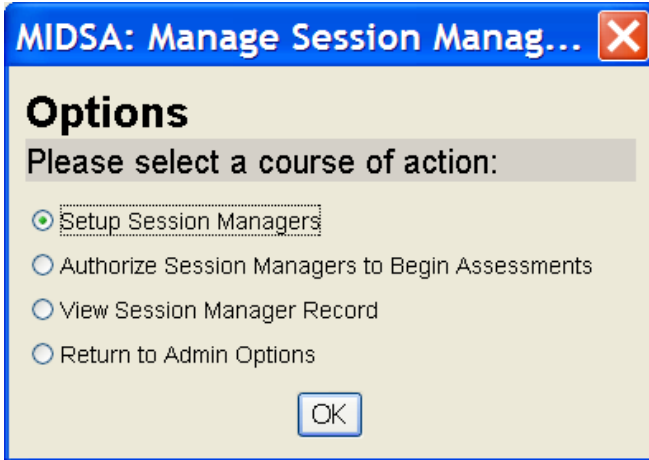 MIDSA: Manage Session Manag...
Options
Please select a course of action:
Setup Session Managers
Authorize Session Managers to Begin Assessments
View Session Manager Record
Return to Admin Options
OK